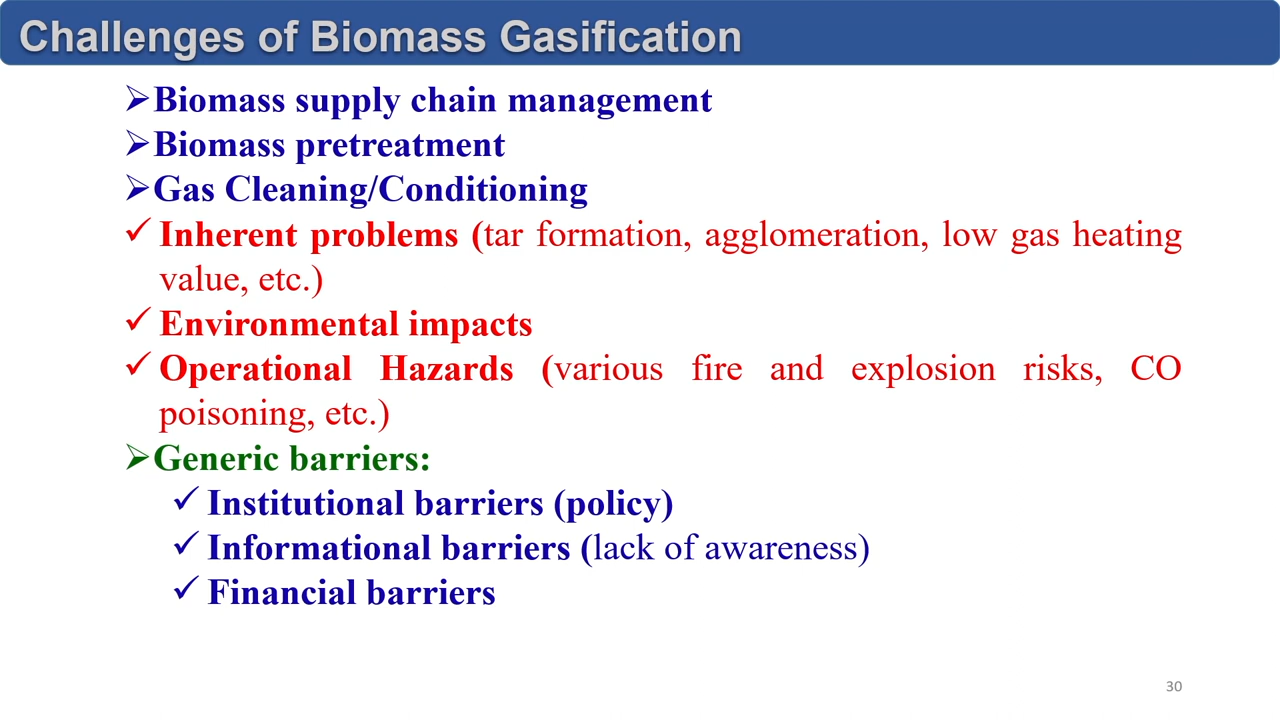 Challenges of Biomass Gasification
➢Biomass supply chain management
➢Biomass pretreatment
➢Gas Cleaning/Conditioning
✓ Inherent problems (tar formation, agglomeration, low gas heating
value, etc.)
✓ Environmental impacts
✓ Operational Hazards (various fire and explosion risks, CO
poisoning, etc.)
➢Generic barriers:
✓ Institutional barriers (policy)
✓ Informational barriers (lack of awareness)
✓ Financial barriers
30